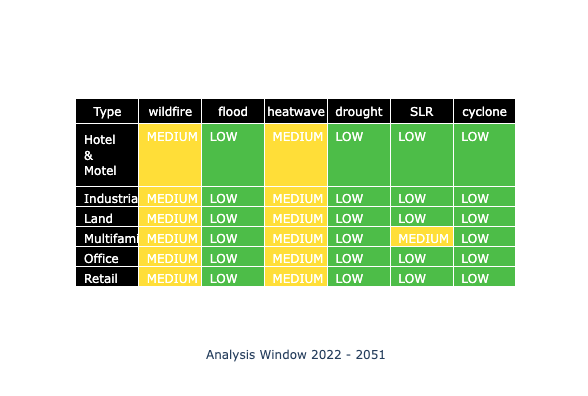 Type wildfire flood heatwave drought SLR cyclone
Hotel MEDIUM LOW MEDIUM LOW LOW LOW
&
Motel
Industria MEDIUM LOW MEDIUM LOW LOW LOW
Land MEDIUM LOW MEDIUM LOW LOW LOW
Multifami MEDIUM LOW MEDIUM LOW MEDIUM LOW
Office MEDIUM LOW MEDIUM LOW LOW LOW
Retail MEDIUM LOW MEDIUM LOW LOW LOW
Analysis Window 2022 - 2051